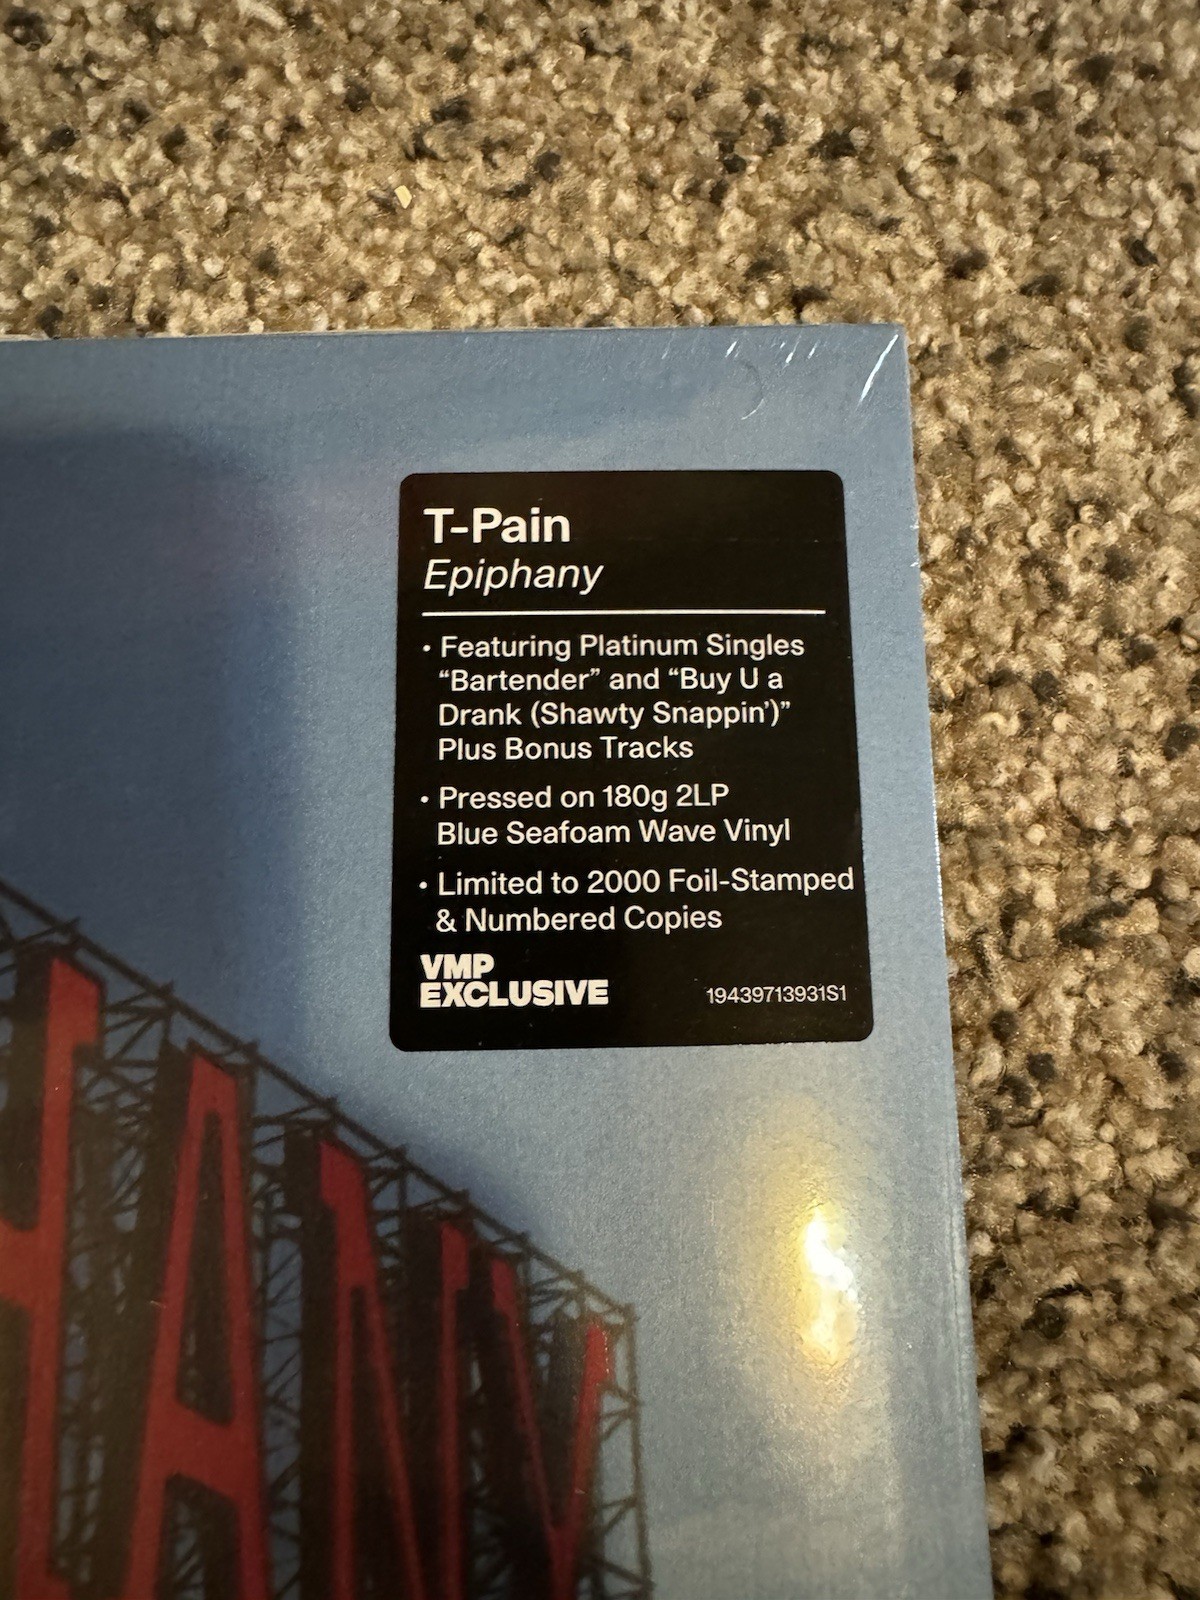 T-Pain
Epiphany
• Featuring Platinum Singles
“Bartender” and “Buy U a
Drank (Shawty Snappin’)”
Plus Bonus Tracks
• Pressed on 180g 2LP
Blue Seafoam Wave Vinyl
• Limited to 2000 Foil-Stamped
& Numbered Copies
VMP
EXCLUSIVE
19439713931S1
HANY